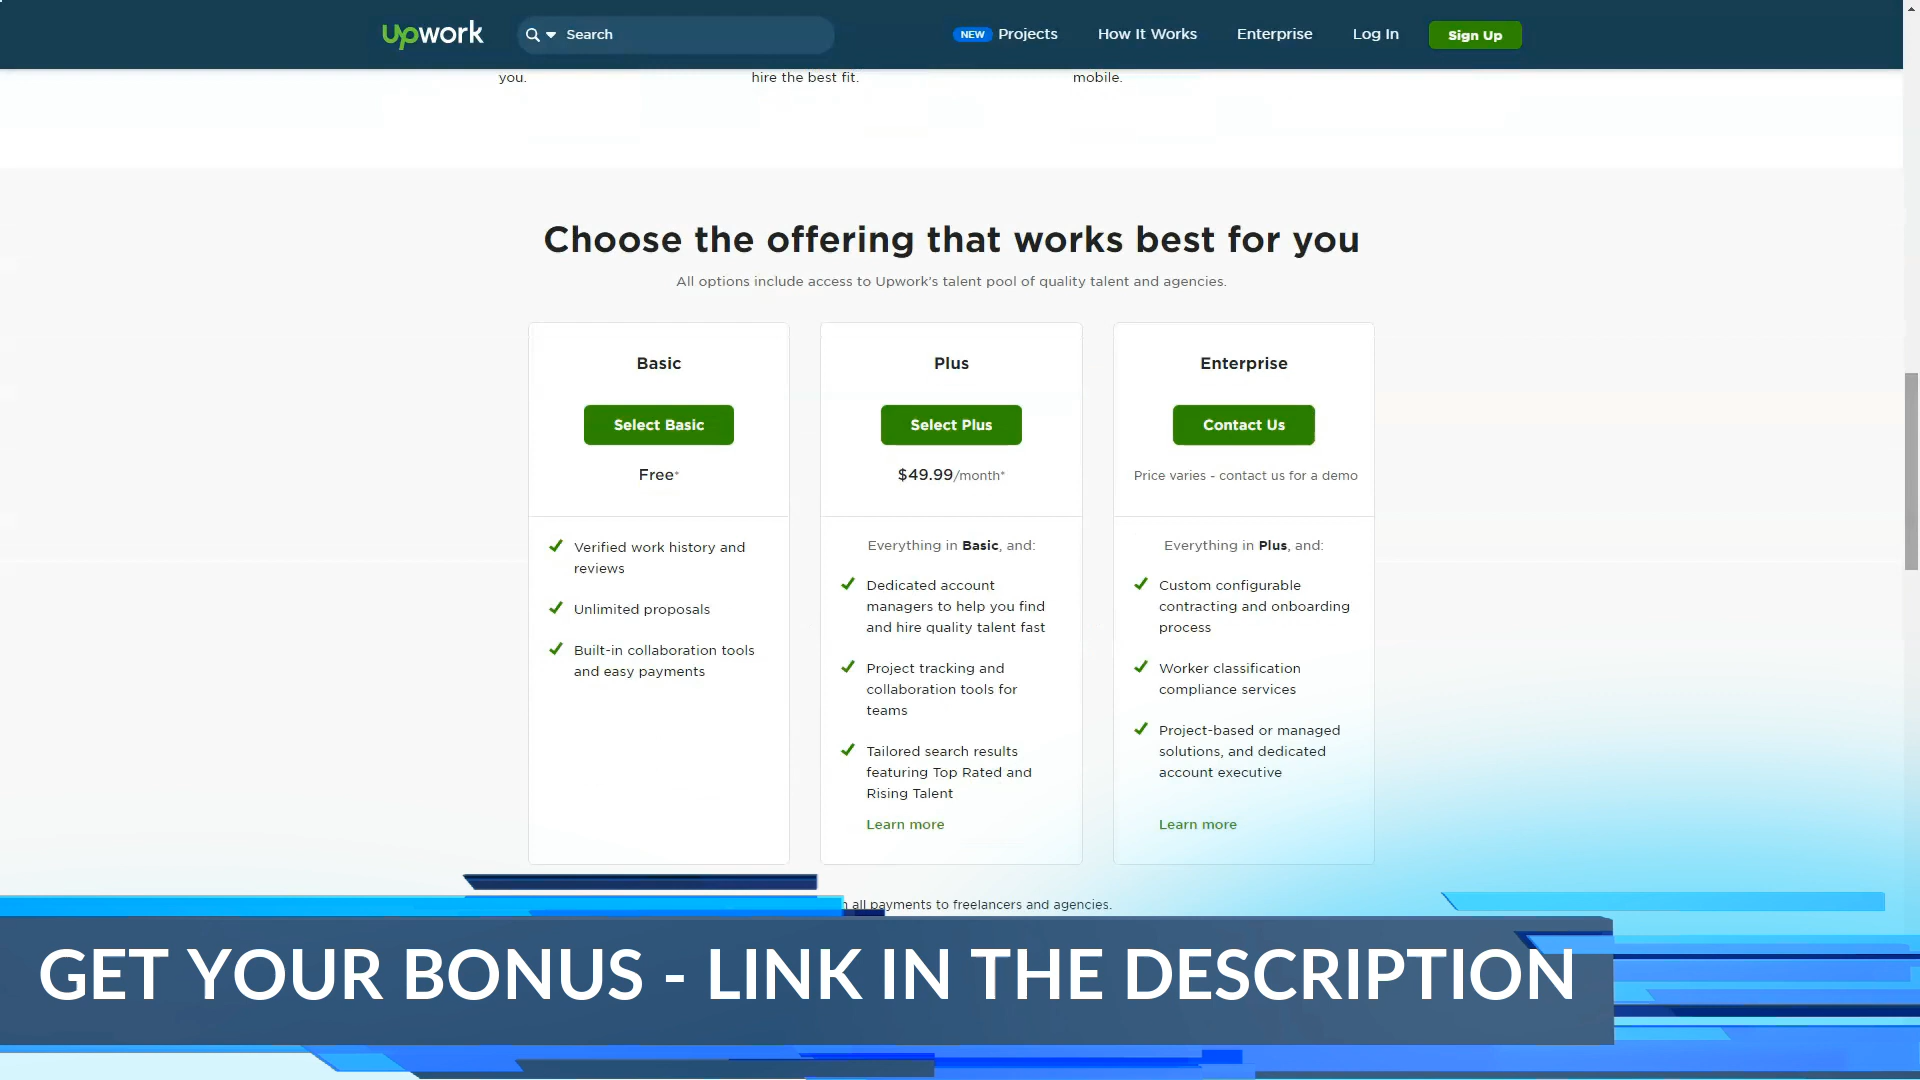 Upwork
Search
NEW Projects
How It Works
Enterprise
Log In
Sign Up
you.
hire the best fit.
mobile.
Choose the offering that works best for you
All options include access to Upwork's talent pool of quality talent and agencies.
Basic
Select Basic
Free*
Verified work history and
reviews
Unlimited proposals
Built-in collaboration tools
and easy payments
Plus
Select Plus
$49.99/month*
Everything in Basic, and:
Dedicated account
managers to help you find
and hire quality talent fast
Project tracking and
collaboration tools for
teams
Tailored search results
featuring Top Rated and
Rising Talent
Learn more
Enterprise
Contact Us
Price varies - contact us for a demo
Everything in Plus, and:
Custom configurable
contracting and onboarding
process
Worker classification
compliance services
Project-based or managed
solutions, and dedicated
account executive
Learn more
all payments to freelancers and agencies.
GET YOUR BONUS - LINK IN THE DESCRIPTION